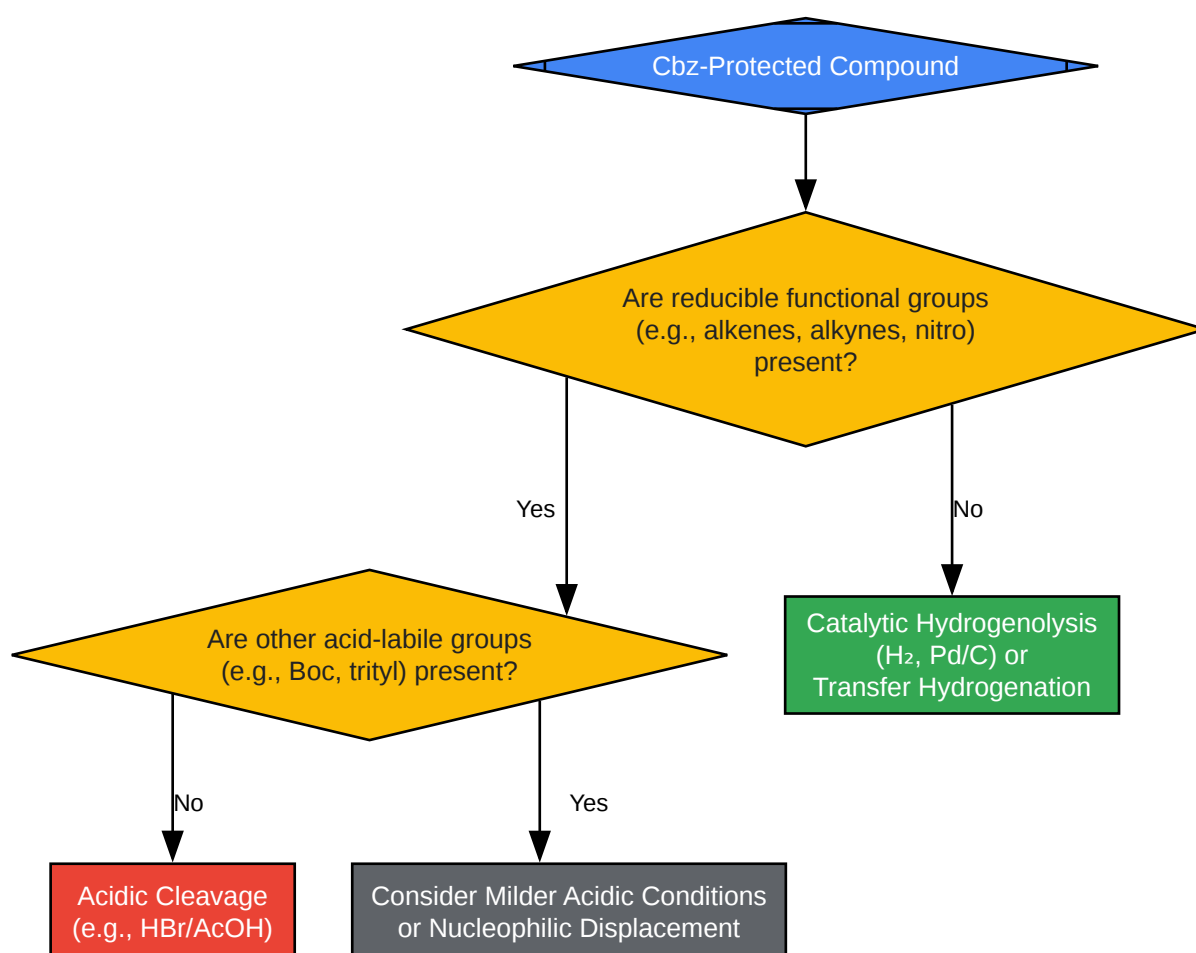 Cbz-Protected Compound
Are reducible functional groups
(e.g., alkenes, alkynes, nitro)
present?
Yes
No
Are other acid-labile groups
(e.g., Boc, trityl) present?
Catalytic Hydrogenolysis
(H₂, Pd/C) or
Transfer Hydrogenation
No
Yes
Acidic Cleavage
(e.g., HBr/AcOH)
Consider Milder Acidic Conditions
or Nucleophilic Displacement